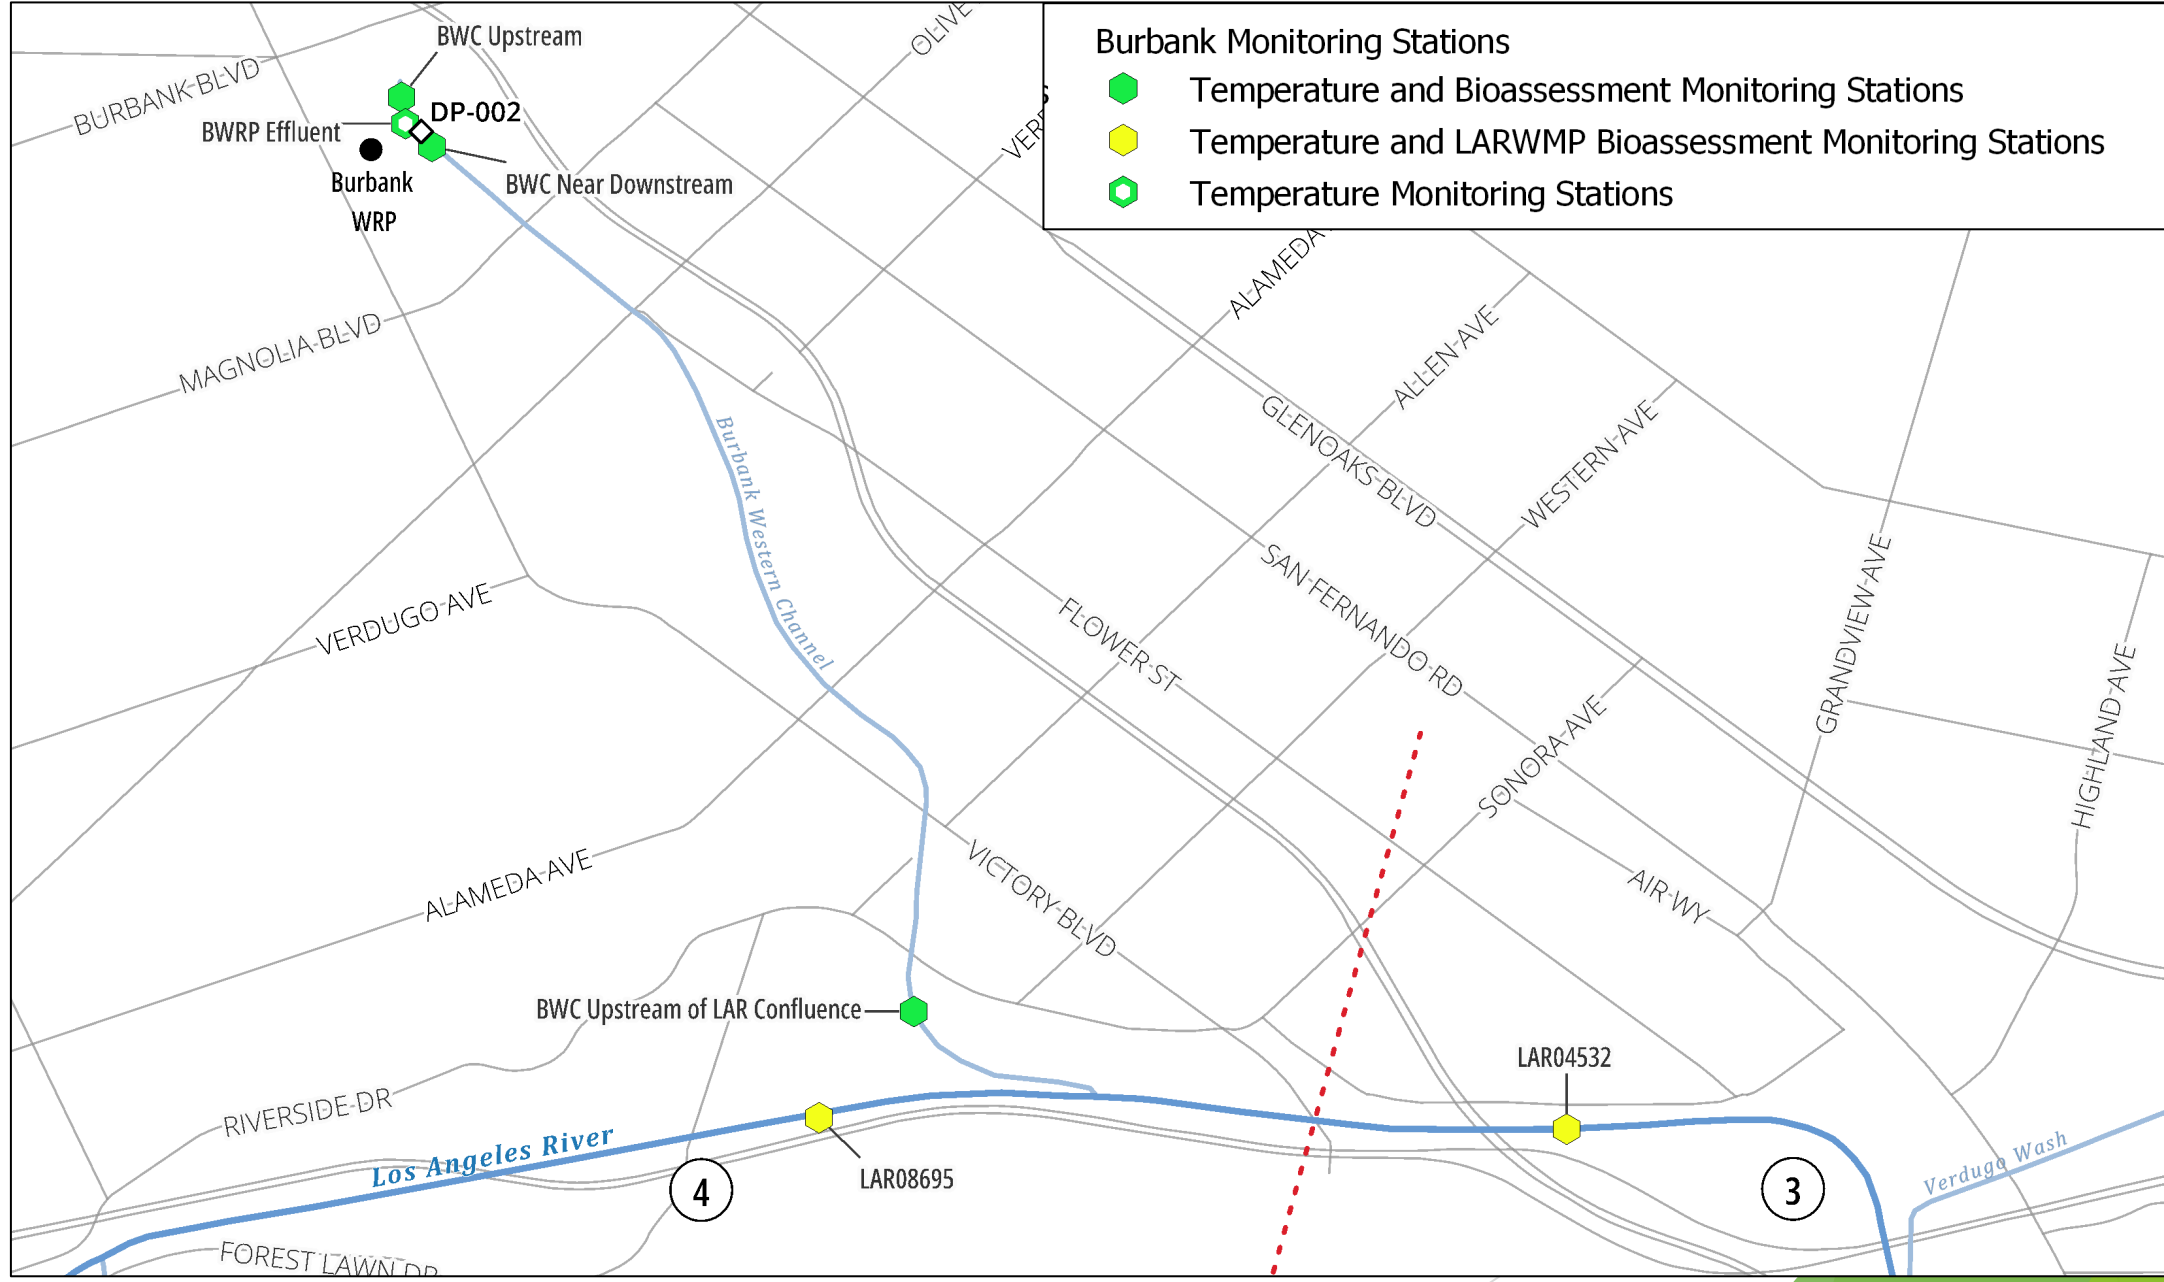 BWC Upstream
OLIVE
Burbank Monitoring Stations
Temperature and Bioassessment Monitoring Stations
Temperature and LARWMP Bioassessment Monitoring Stations
Temperature Monitoring Stations
BURBANK BLVD
DP-002
BWRP Effluent
Burbank
WRP
BWC Near Downstream
ALAMEDA
MAGNOLIA BLVD
ALLEN AVE
GLENOAKS BLVD
WESTERN AVE
Burbank Western Channel
VERDUGO AVE
FLOWER ST
SAN FERNANDO RD
GRANDVIEW AVE
HIGHLAND AVE
SONORA AVE
ALAMEDA AVE
VICTORY BLVD
AIR WY
BWC Upstream of LAR Confluence
LAR04532
RIVERSIDE DR
Los Angeles River
LAR08695
4
3
Verdugo Wash
FOREST LAWN DR